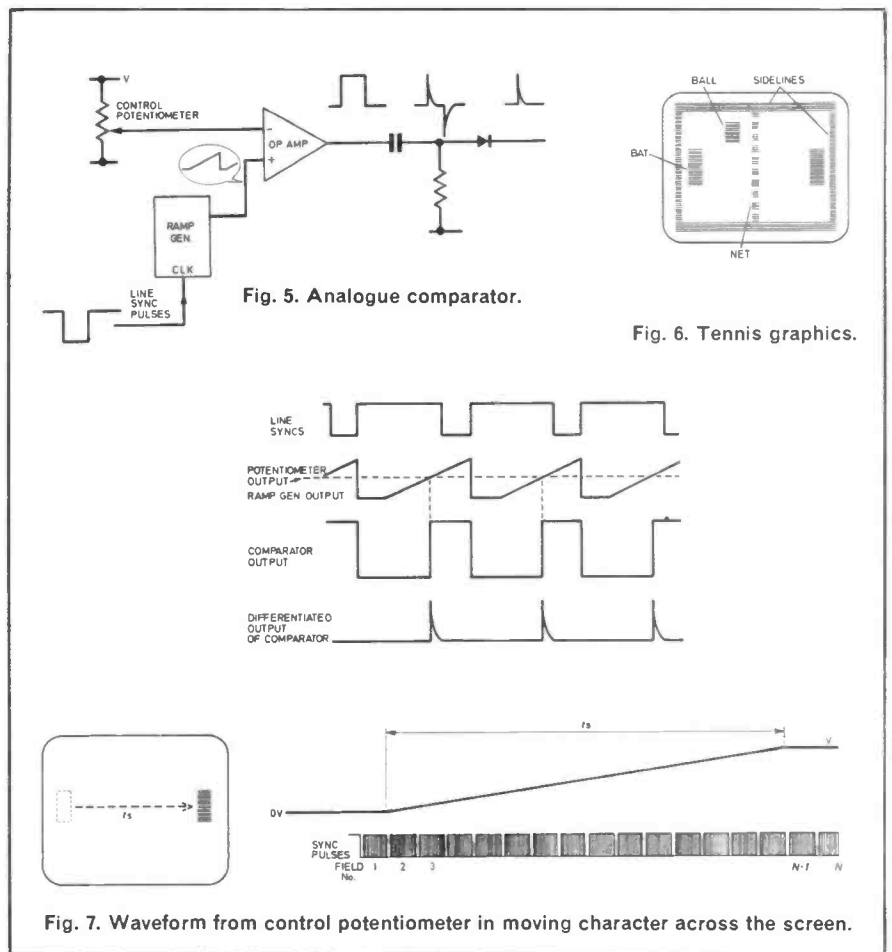 V
CONTROL
POTENTIOMETER
-
OP AMP
+
RAMP
GEN.
CLK
LINE
SYNC
PULSES
Fig. 5. Analogue comparator.
BALL
SIDELINES
BAT
NET
Fig. 6. Tennis graphics.
LINE
SYNCS
POTENTIOMETER
OUTPUT
RAMP GEN OUTPUT
COMPARATOR
OUTPUT
DIFFERENTIATED
OUTPUT
OF COMPARATOR
ts
ts
V
0V
SYNC
PULSES
FIELD 1 2 3 N-1 N
No.
Fig. 7. Waveform from control potentiometer in moving character across the screen.